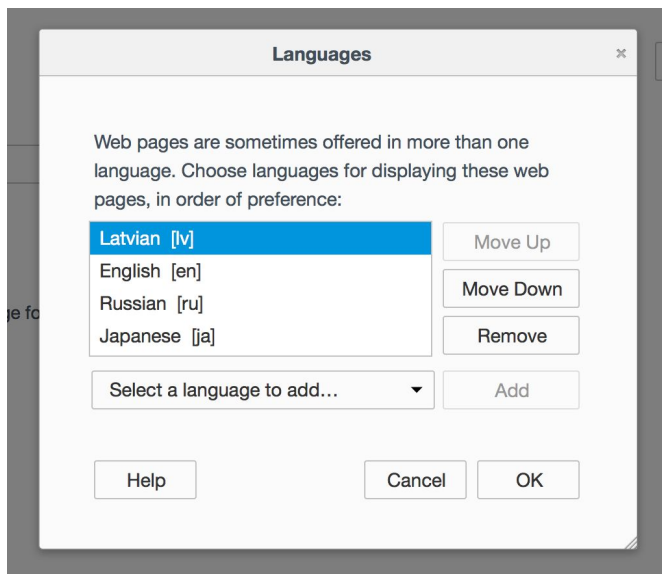 Languages
×
Web pages are sometimes offered in more than one
language. Choose languages for displaying these web
pages, in order of preference:
Latvian [lv]
Move Up
English [en]
Move Down
Russian [ru]
Japanese [ja]
Remove
Select a language to add...
Add
Help
Cancel
OK